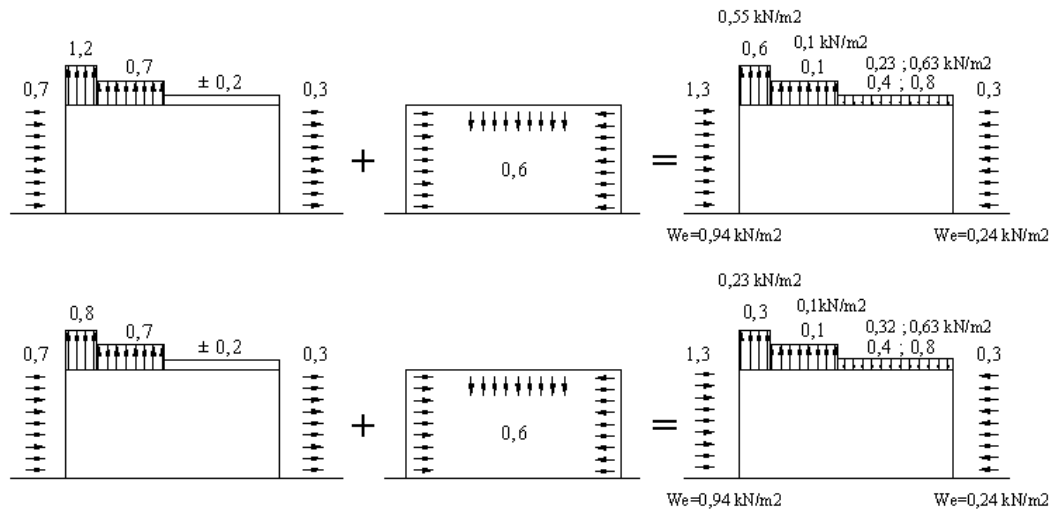 0,55 kN/m2
1,2
0,7
± 0,2
0,7
0,3
+
0,6
=
0,6
0,1 kN/m2
0,1
0,23 ; 0,63 kN/m2
0,4 ; 0,8
1,3
0,3
We=0,94 kN/m2
We=0,24 kN/m2
0,23 kN/m2
0,8
0,7
± 0,2
0,7
0,3
+
0,6
=
0,3
0,1kN/m2
0,1
0,32 ; 0,63 kN/m2
0,4 ; 0,8
1,3
0,3
We=0,94 kN/m2
We=0,24 kN/m2